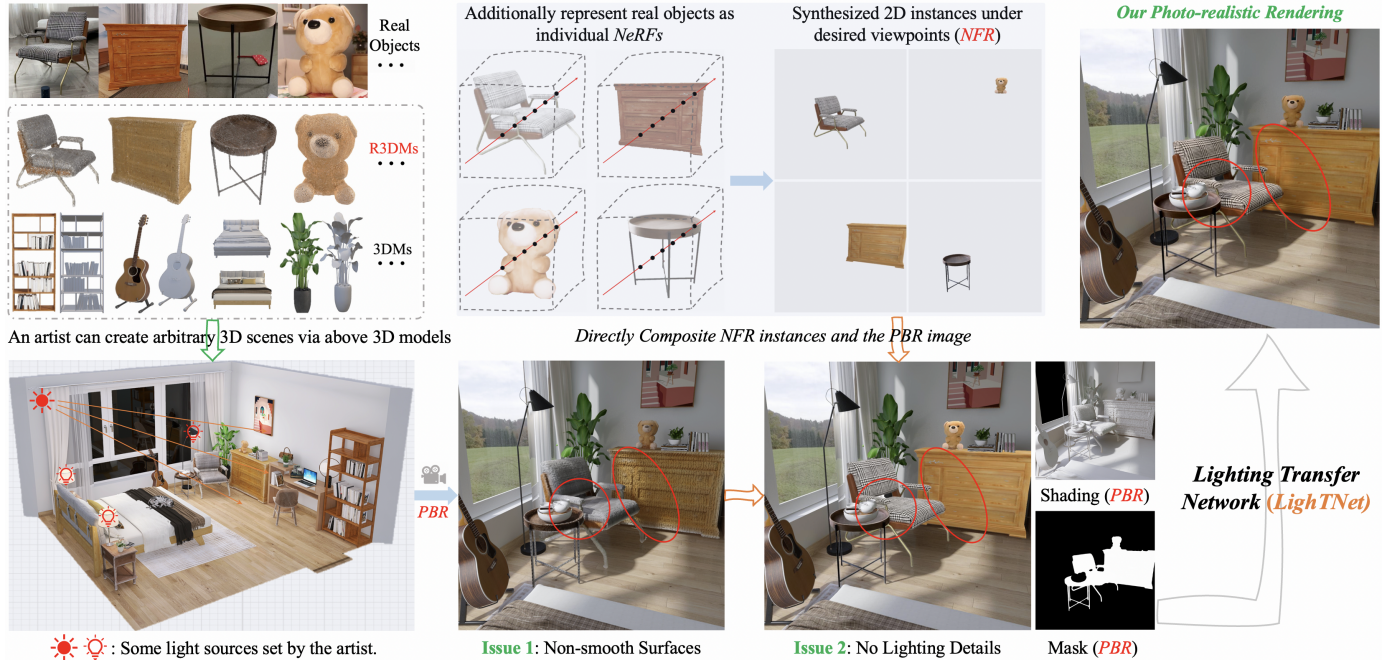 Real
Objects
...
R3DMs
...
3DMs
...
An artist can create arbitrary 3D scenes via above 3D models
Additionally represent real objects as
individual NeRFs
Synthesized 2D instances under
desired viewpoints (NFR)
Directly Composite NFR instances and the PBR image
Our Photo-realistic Rendering
PBR
: Some light sources set by the artist.
Issue 1: Non-smooth Surfaces
Issue 2: No Lighting Details
Shading (PBR)
Mask (PBR)
Lighting Transfer
Network (LighTNet)